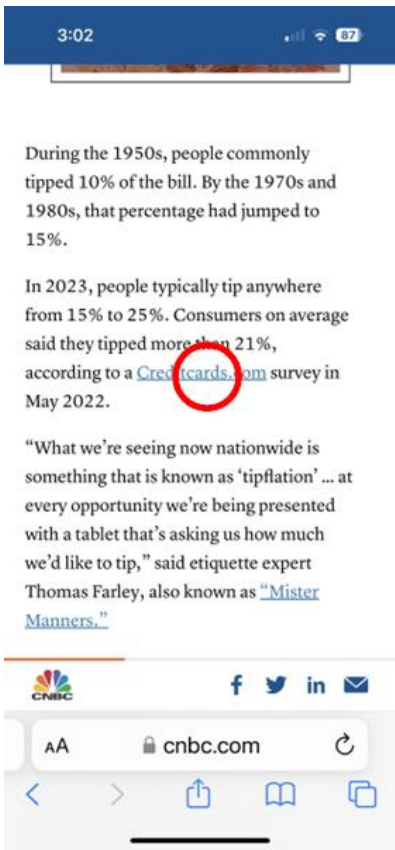 3:02
87
During the 1950s, people commonly
tipped 10% of the bill. By the 1970s and
1980s, that percentage had jumped to
15%.
In 2023, people typically tip anywhere
from 15% to 25%. Consumers on average
said they tipped more than 21%,
according to a Creditcards.com survey in
May 2022.
“What we’re seeing now nationwide is
something that is known as ‘tipflation’ ... at
every opportunity we’re being presented
with a tablet that’s asking us how much
we’d like to tip,” said etiquette expert
Thomas Farley, also known as “Mister
Manners.”
CNBC
f in
AA cnbc.com